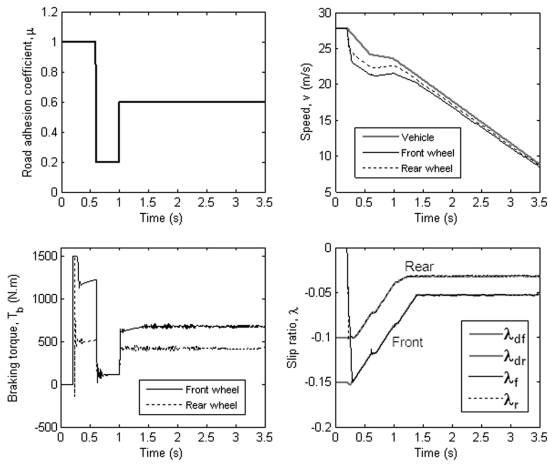 Road adhesion coefficient, μ
1.2
1
0.8
0.6
0.4
0.2
0
0 0.5 1 1.5 2 2.5 3 3.5
Time (s)
Speed, v (m/s)
30
25
20
15
10
5
0 0.5 1 1.5 2 2.5 3 3.5
Time (s)
Vehicle
Front wheel
Rear wheel
Braking torque, T_b (N.m)
1500
1000
500
0
-500
0 0.5 1 1.5 2 2.5 3 3.5
Time (s)
Front wheel
Rear wheel
Slip ratio, λ
0
-0.05
-0.1
-0.15
-0.2
0 0.5 1 1.5 2 2.5 3 3.5
Time (s)
Rear
Front
λ_df
λ_dr
λ_f
λ_r